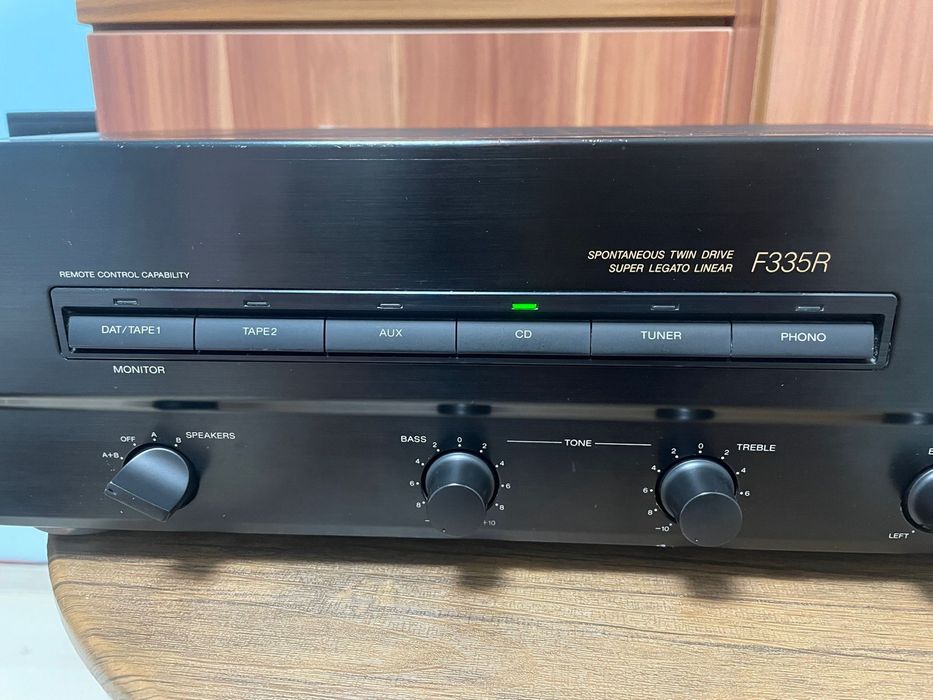 SPONTANEOUS TWIN DRIVE
SUPER LEGATO LINEAR
F335R
REMOTE CONTROL CAPABILITY
DAT/TAPE1
TAPE2
AUX
CD
TUNER
PHONO
MONITOR
SPEAKERS
A+B OFF A B
BASS
8 6 4 2 0 2 4 6 8 +10
TONE
TREBLE
-10 8 6 4 2 0 2 4 6
LEFT